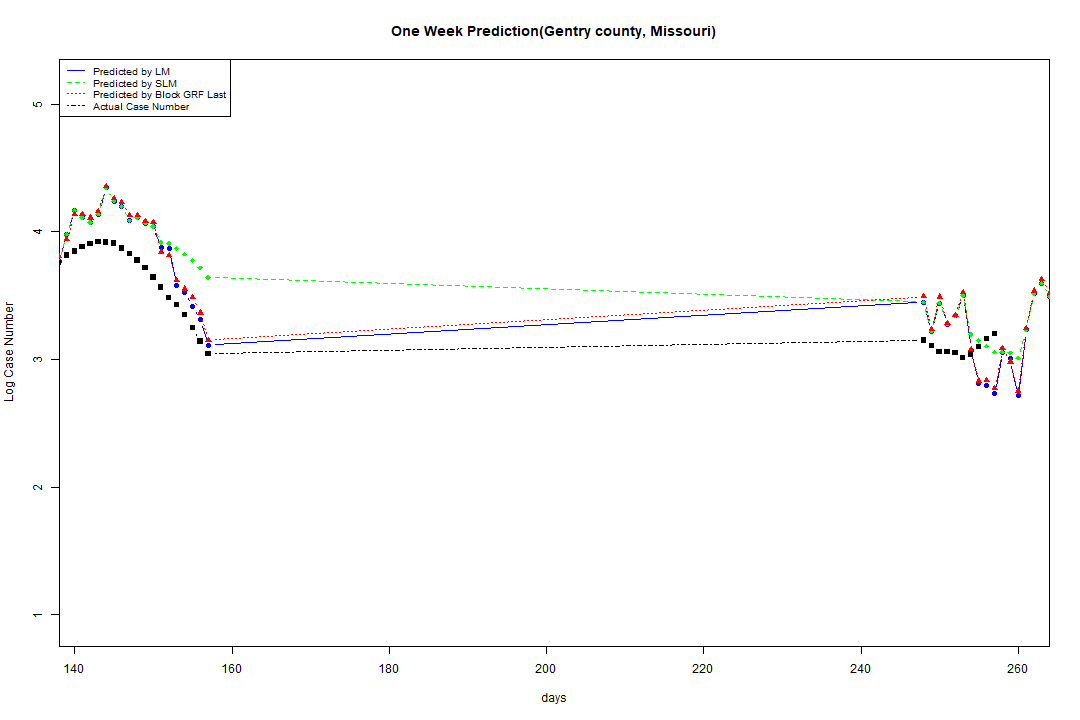 One Week Prediction(Gentry county, Missouri)
Predicted by LM
Predicted by SLM
Predicted by Block GRF Last
Actual Case Number
Log Case Number
5
4
3
2
1
140 160 180 200 220 240 260
days